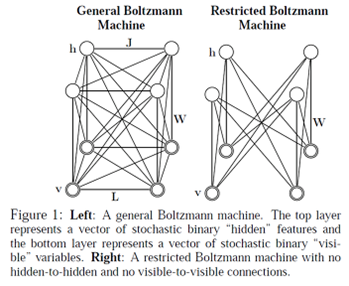 General Boltzmann Machine
Restricted Boltzmann Machine
h
J
W
v
L
h
W
v
Figure 1: Left: A general Boltzmann machine. The top layer
represents a vector of stochastic binary “hidden” features and
the bottom layer represents a vector of stochastic binary “visi-
ble” variables. Right: A restricted Boltzmann machine with no
hidden-to-hidden and no visible-to-visible connections.